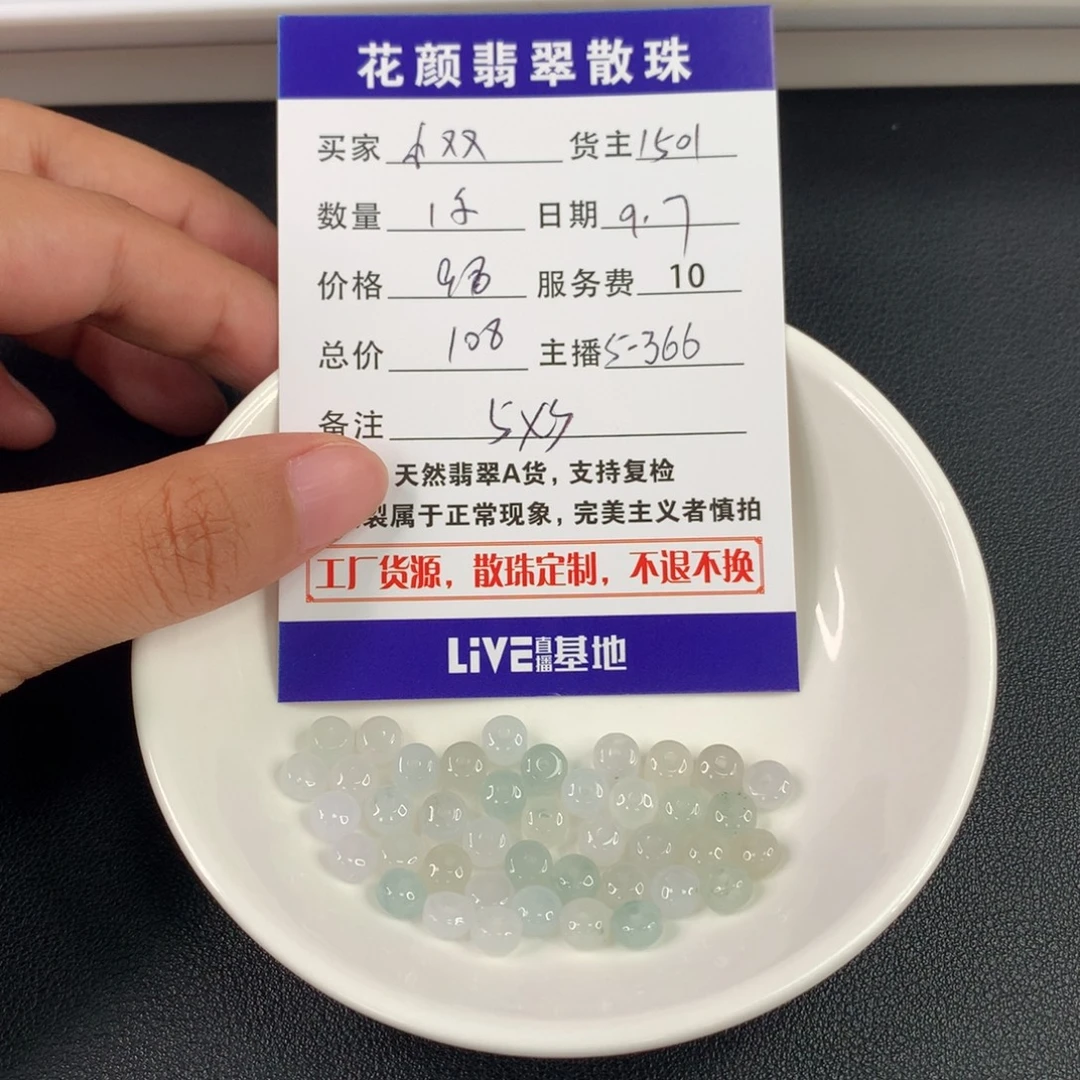 花颜翡翠散珠
买家 双双 货主 1501
数量 1手 日期 9.7
价格 98 服务费 10
总价 108 主播 5-366
备注 5X5
天然翡翠A货，支持复检
裂属于正常现象，完美主义者慎拍
工厂货源，散珠定制，不退不换
LiVE直播基地